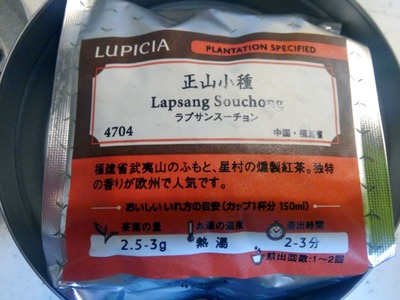 LUPICIA
PLANTATION SPECIFIED
正山小種
Lapsang Souchong
ラプサンスーチョン
4704 中国・福建省
福建省武夷山のふもと、星村の燻製紅茶。独特
の香りが欧州で人気です。
おいしいいれ方の目安(カップ1杯分 150ml)
茶葉の量 お湯の温度 浸出時間
2.5-3g 熱湯 2-3分
煎出回数:1〜2回